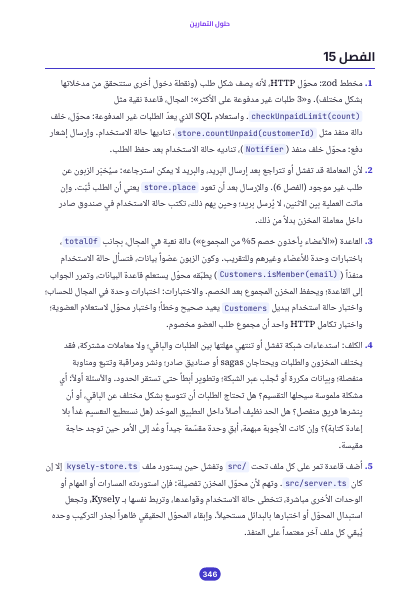 حلول التمارين
الفصل 15
1. مخطط zod: محوّل HTTP، لأنه يصف شكل طلب (ونقطة دخول أخرى ستتحقق من مدخلاتها
بشكل مختلف). و«3 طلبات غير مدفوعة على الأكثر»: المجال، قاعدة نقية مثل
checkUnpaidLimit(count) . واستعلام SQL الذي يعدّ الطلبات غير المدفوعة: محوّل، خلف
دالة منفذ مثل store.countUnpaid(customerId) ، تناديها حالة الاستخدام. وإرسال إشعار
دفع: محوّل خلف منفذ ( Notifier )، تناديه حالة الاستخدام بعد حفظ الطلب.
2. لأن المعاملة قد تفشل أو تتراجع بعد إرسال البريد، والبريد لا يمكن استرجاعه: سيُخبَر الزبون عن
طلب غير موجود (الفصل 6). والإرسال بعد أن تعود store.place يعني أن الطلب ثُبّت. وإن
ماتت العملية بين الاثنين، لا يُرسل بريد؛ وحين يهم ذلك، تكتب حالة الاستخدام في صندوق صادر
داخل معاملة المخزن بدلاً من ذلك.
3. القاعدة («الأعضاء يأخذون خصم 5% من المجموع») دالة نقية في المجال، بجانب totalOf ،
باختبارات وحدة للأعضاء وغيرهم وللتقريب. وكون الزبون عضواً بيانات، فتسأل حالة الاستخدام
منفذاً ( Customers.isMember(email) ) يطبّقه محوّل يستعلم قاعدة البيانات، وتمرر الجواب
إلى القاعدة؛ ويحفظ المخزن المجموع بعد الخصم. والاختبارات: اختبارات وحدة في المجال للحساب؛
واختبار حالة استخدام ببديل Customers يعيد صحيح وخطأ؛ واختبار محوّل لاستعلام العضوية؛
واختبار تكامل HTTP واحد أن مجموع طلب العضو مخصوم.
4. الكلف: استدعاءات شبكة تفشل أو تنتهي مهلتها بين الطلبات والباقي؛ ولا معاملات مشتركة، فقد
يختلف المخزون والطلبات ويحتاجان sagas أو صناديق صادر؛ ونشر ومراقبة وتتبع ومناوبة
منفصلة؛ وبيانات مكررة أو تُجلب عبر الشبكة؛ وتطوير أبطأ حتى تستقر الحدود. والأسئلة أولاً: أي
مشكلة ملموسة سيحلها التقسيم؟ هل تحتاج الطلبات أن تتوسع بشكل مختلف عن الباقي، أو أن
ينشرها فريق منفصل؟ هل الحد نظيف أصلاً داخل التطبيق الموحّد (هل نستطيع التقسيم غداً بلا
إعادة كتابة)؟ وإن كانت الأجوبة مبهمة، أبقِ وحدة مقسّمة جيداً وعُد إلى الأمر حين توجد حاجة
مقيسة.
5. أضف قاعدة تمر على كل ملف تحت src/ وتفشل حين يستورد ملف kysely-store.ts إلا إن
كان src/server.ts . وتهم لأن محوّل المخزن تفصيلة: فإن استوردته المسارات أو المهام أو
الوحدات الأخرى مباشرة، تتخطى حالة الاستخدام وقواعدها، وتربط نفسها بـ Kysely، وتجعل
استبدال المحوّل أو اختبارها بالبدائل مستحيلاً. وإبقاء المحوّل الحقيقي ظاهراً لجذر التركيب وحده
يُبقي كل ملف آخر معتمداً على المنفذ.
346